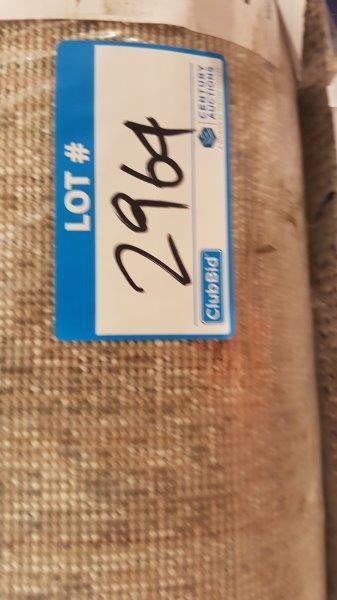 LOT #
2964
CENTURY
AUCTIONS
ClubBid